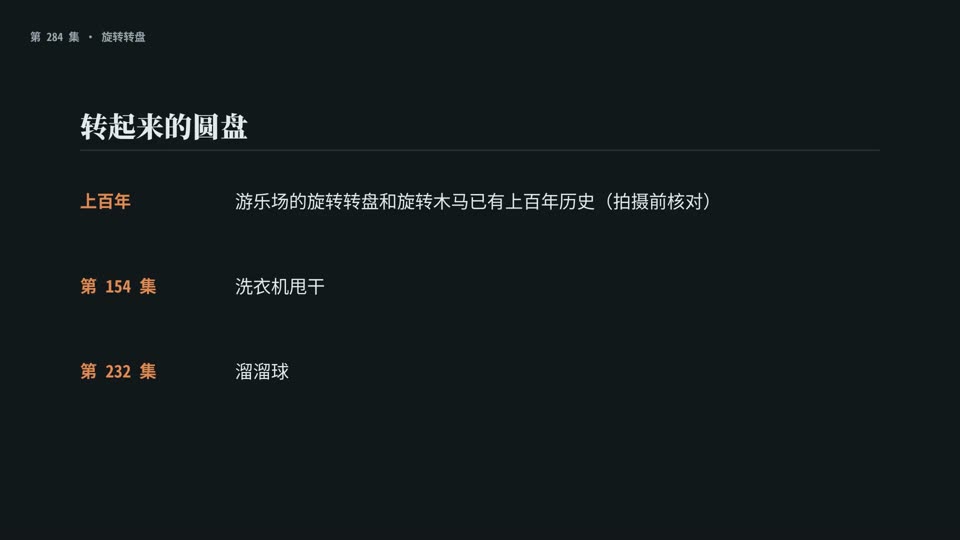 第 284 集 · 旋转转盘
转起来的圆盘
上百年 游乐场的旋转转盘和旋转木马已有上百年历史（拍摄前核对）
第 154 集 洗衣机甩干
第 232 集 溜溜球